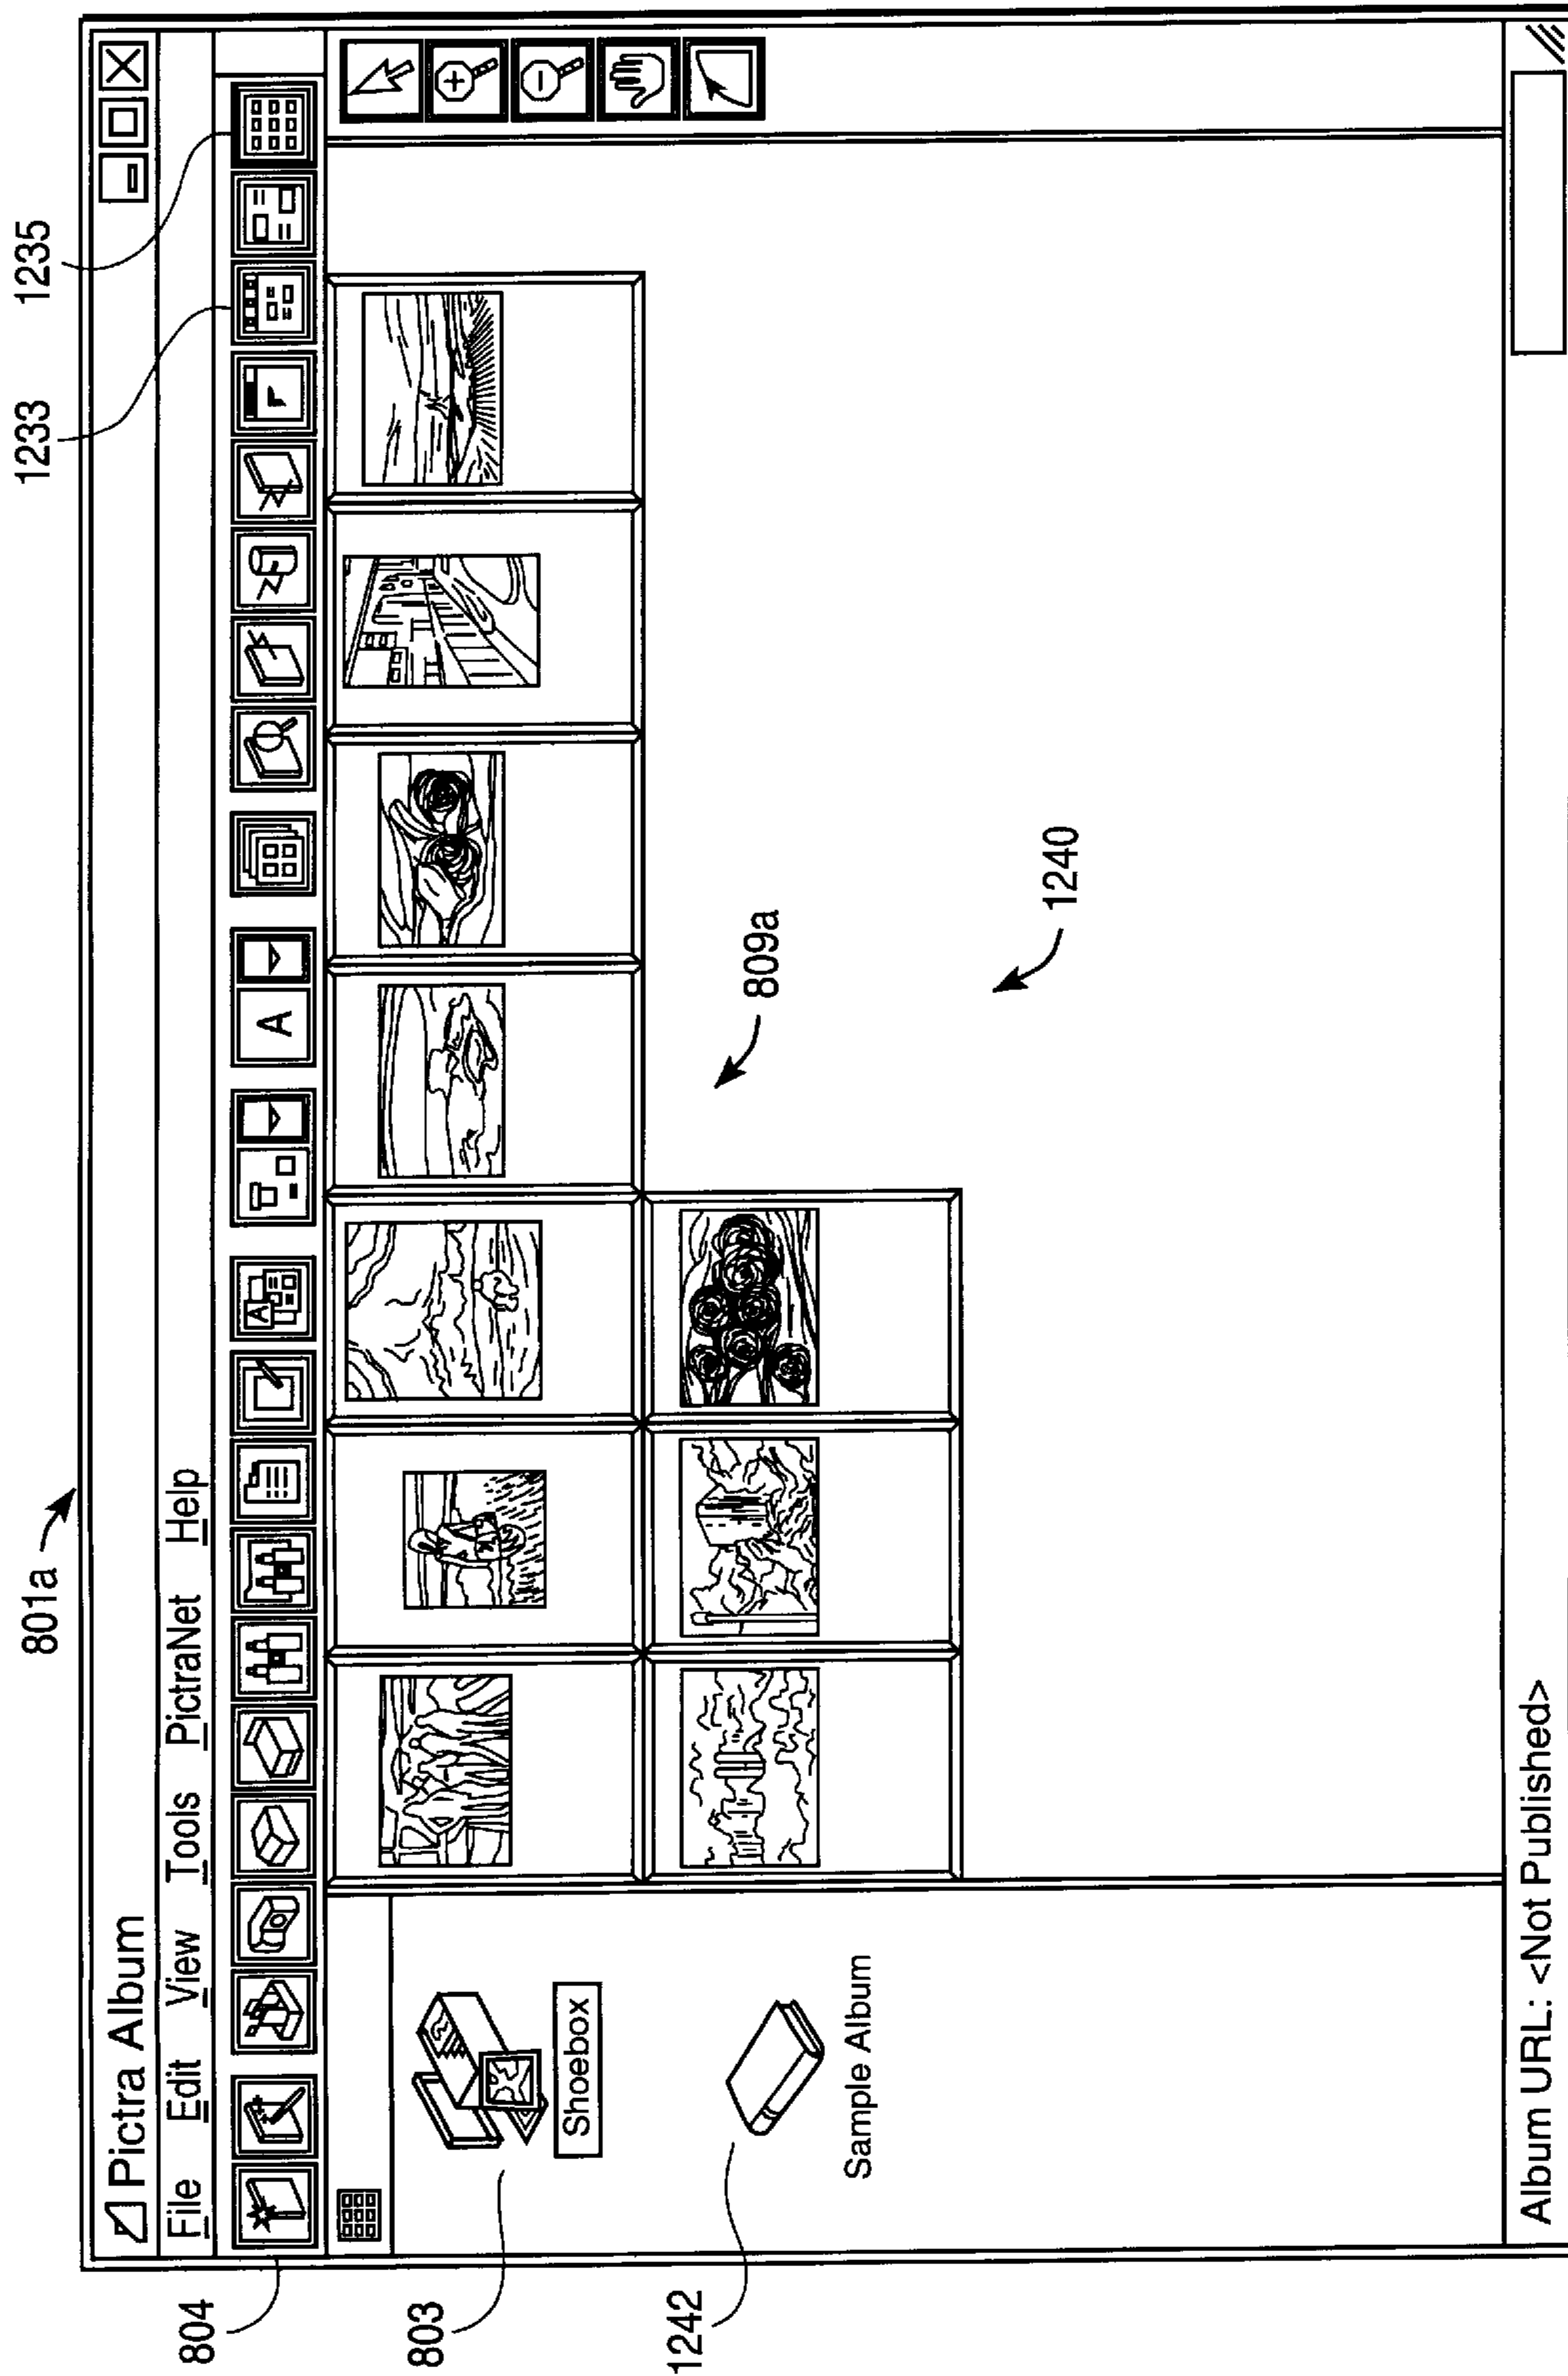 801a
1233
1235
Pictra Album
File Edit View Tools PictraNet Help
804
A
A
803
Shoebox
809a
1242
Sample Album
1240
Album URL: <Not Published>